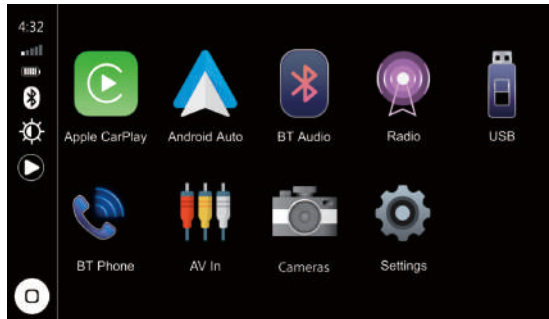 4:32
Apple CarPlay
Android Auto
BT Audio
Radio
USB
BT Phone
AV In
Cameras
Settings